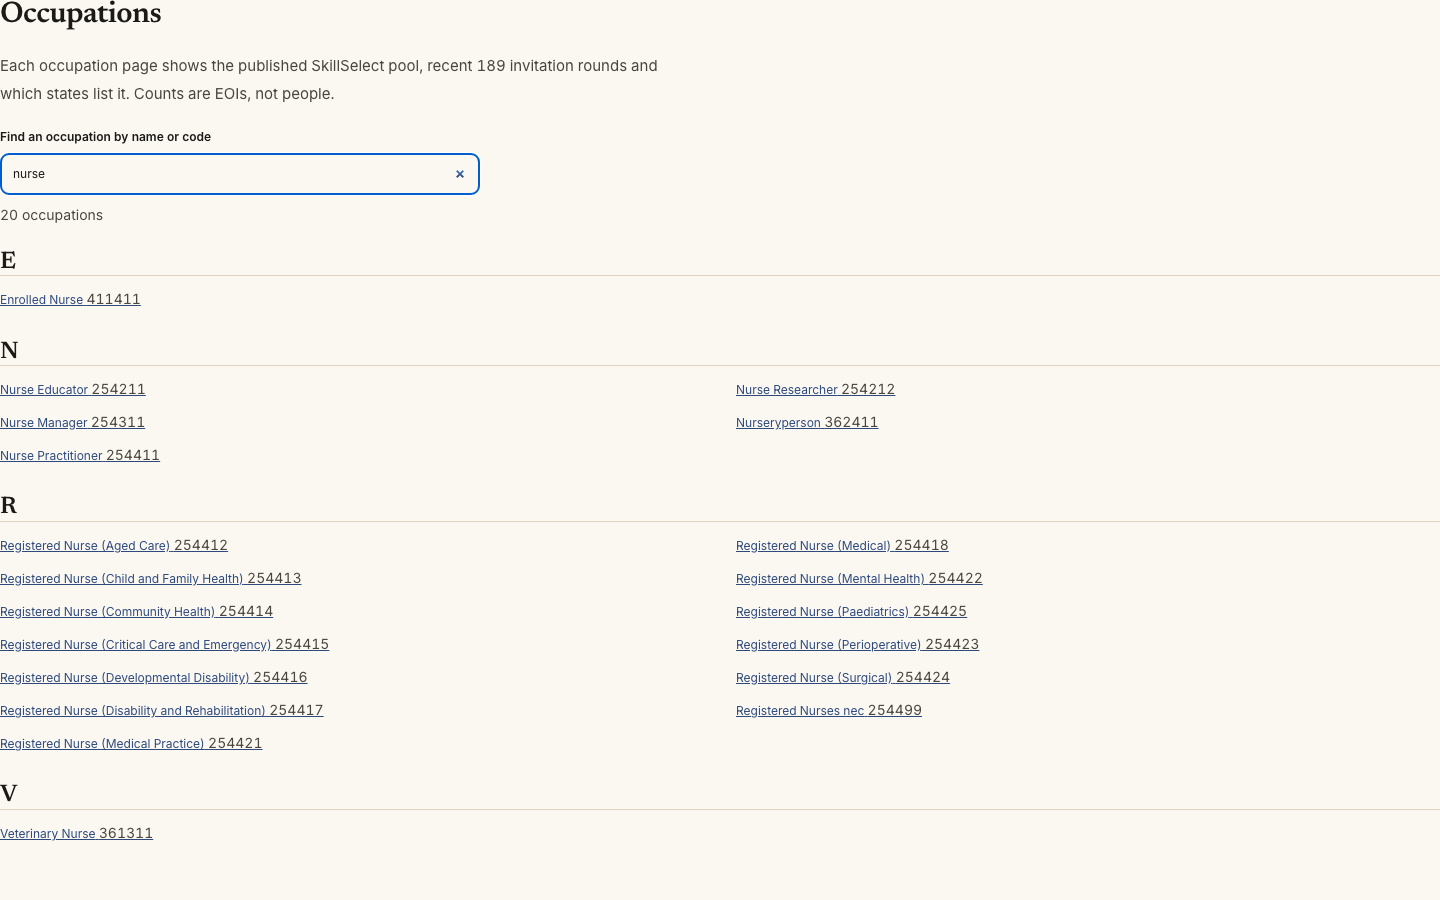 Occupations
Each occupation page shows the published SkillSelect pool, recent 189 invitation rounds and
which states list it. Counts are EOIs, not people.
Find an occupation by name or code
nurse
×
20 occupations
E
Enrolled Nurse 411411
N
Nurse Educator 254211
Nurse Manager 254311
Nurse Practitioner 254411
Nurse Researcher 254212
Nurseryperson 362411
R
Registered Nurse (Aged Care) 254412
Registered Nurse (Child and Family Health) 254413
Registered Nurse (Community Health) 254414
Registered Nurse (Critical Care and Emergency) 254415
Registered Nurse (Developmental Disability) 254416
Registered Nurse (Disability and Rehabilitation) 254417
Registered Nurse (Medical Practice) 254421
Registered Nurse (Medical) 254418
Registered Nurse (Mental Health) 254422
Registered Nurse (Paediatrics) 254425
Registered Nurse (Perioperative) 254423
Registered Nurse (Surgical) 254424
Registered Nurses nec 254499
V
Veterinary Nurse 361311